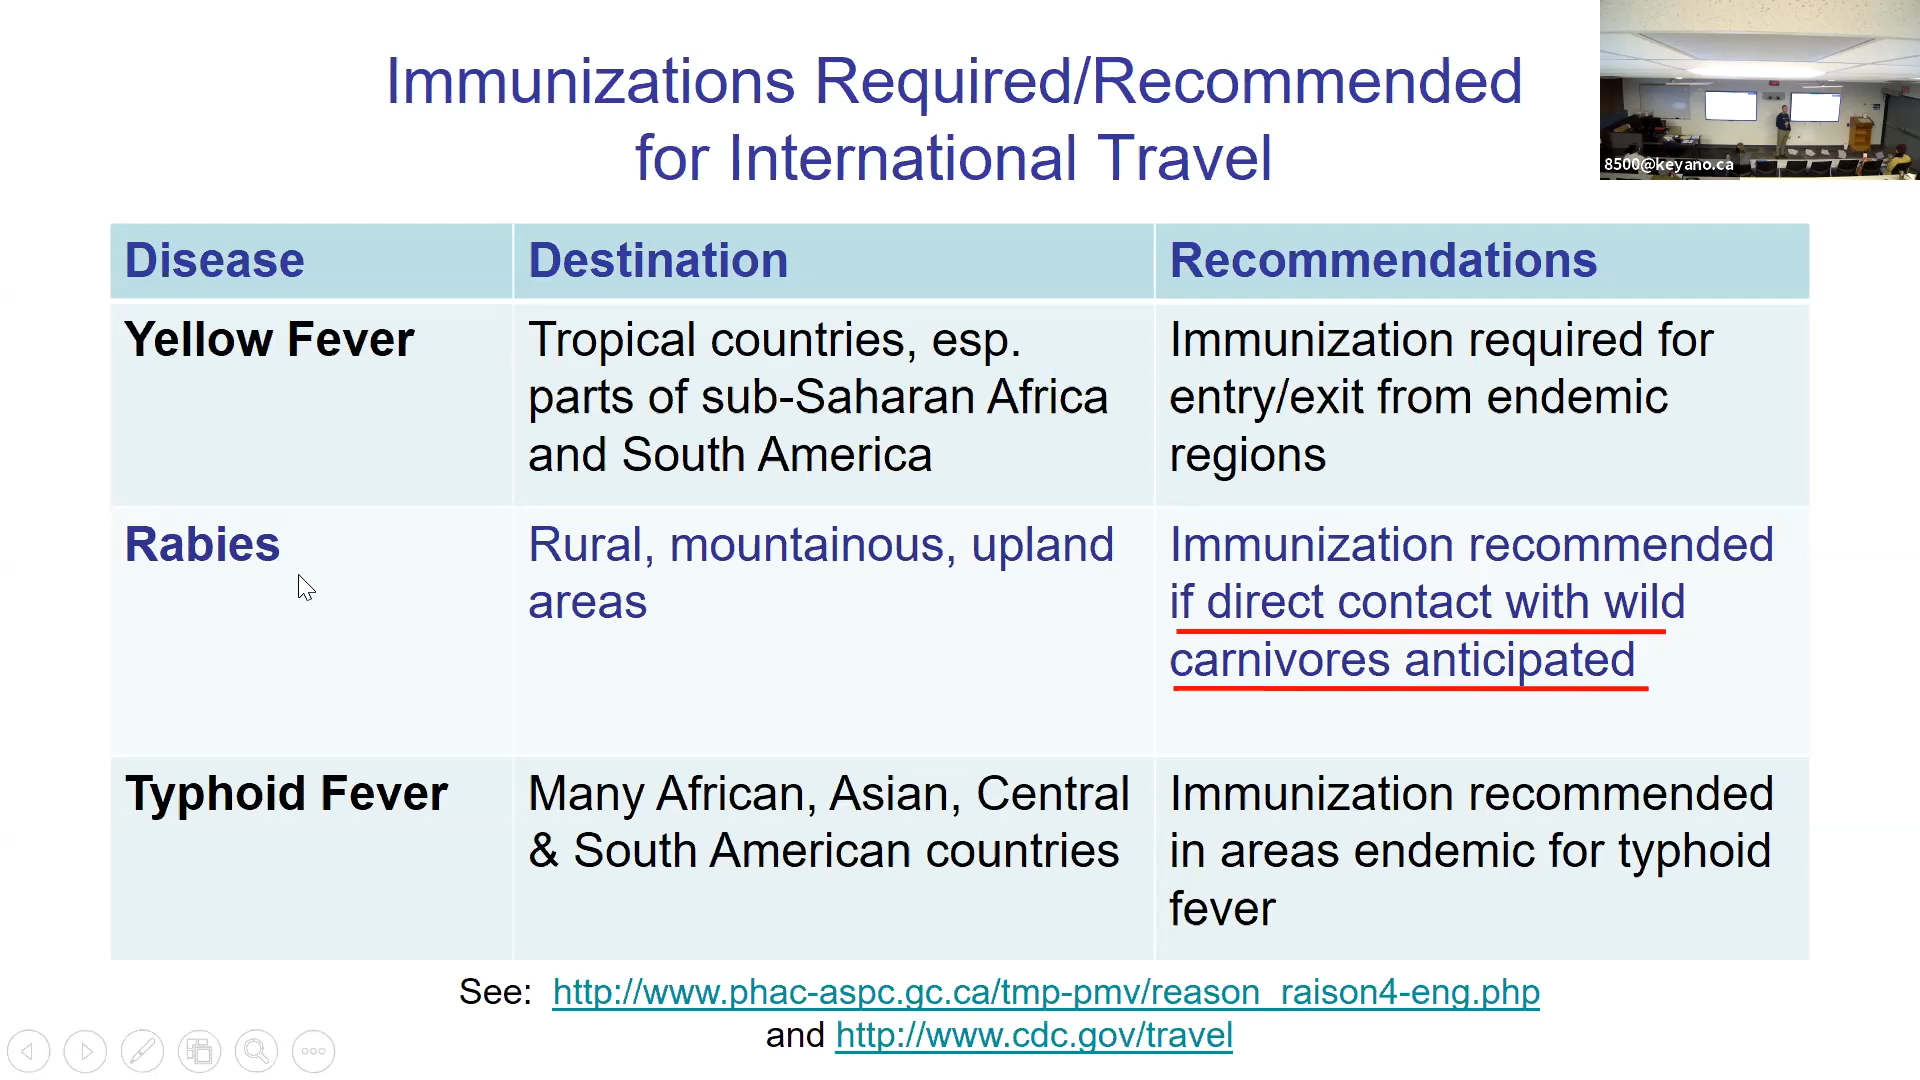 Immunizations Required/Recommended
for International Travel
8500@keyano.ca
Disease
Destination
Recommendations
Yellow Fever
Tropical countries, esp.
parts of sub-Saharan Africa
and South America
Immunization required for
entry/exit from endemic
regions
Rabies
Rural, mountainous, upland
areas
Immunization recommended
if direct contact with wild
carnivores anticipated
Typhoid Fever
Many African, Asian, Central
& South American countries
Immunization recommended
in areas endemic for typhoid
fever
See: http://www.phac-aspc.gc.ca/tmp-pmv/reason_raison4-eng.php
and http://www.cdc.gov/travel